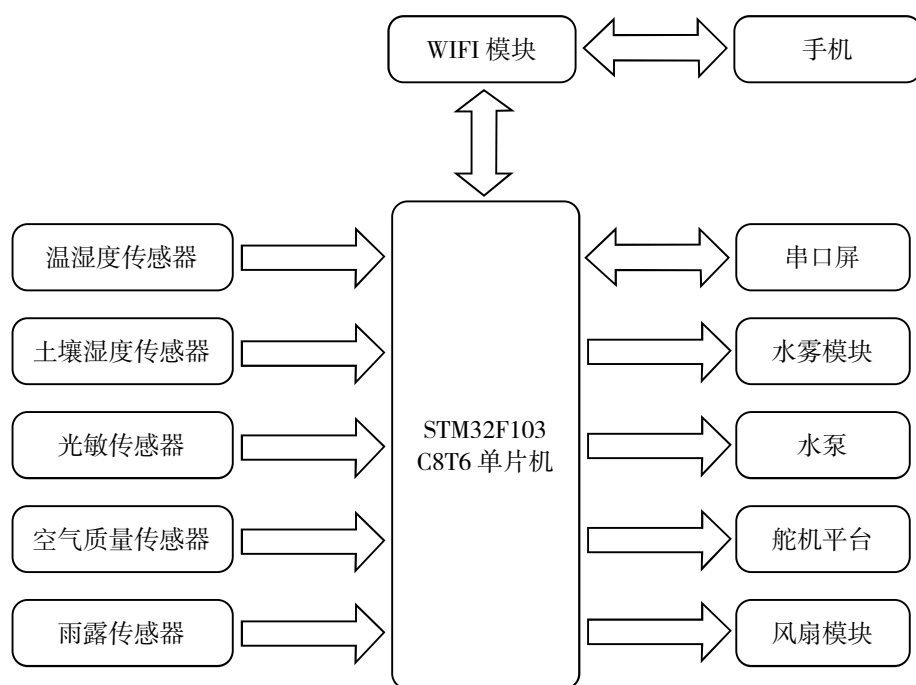 WIFI 模块
手机
温湿度传感器
串口屏
土壤湿度传感器
水雾模块
光敏传感器
STM32F103
C8T6 单片机
水泵
空气质量传感器
舵机平台
雨露传感器
风扇模块